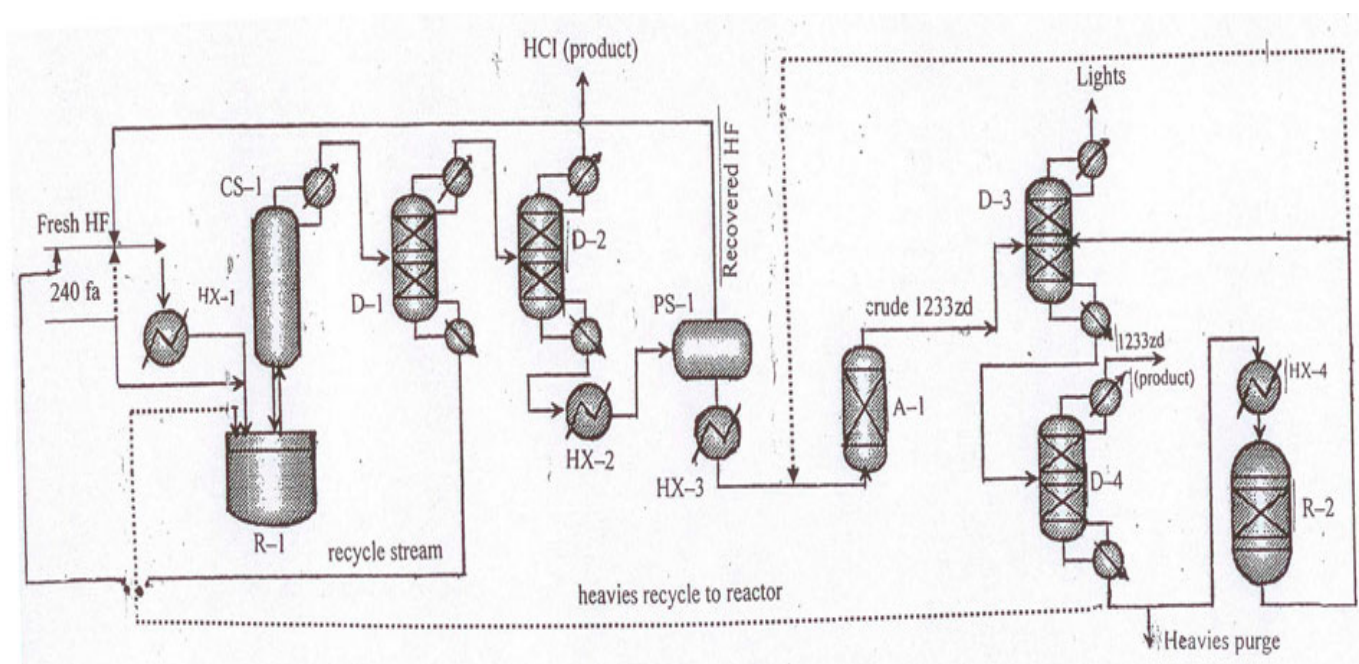 HCl (product)
Lights
Recovered HF
CS-1
D-3
Fresh HF
D-2
HX-1
240 fa
D-1
PS-1
crude 1233zd
1233zd
(product)
HX-4
A-1
HX-2
D-4
HX-3
R-2
R-1
recycle stream
heavies recycle to reactor
Heavies purge